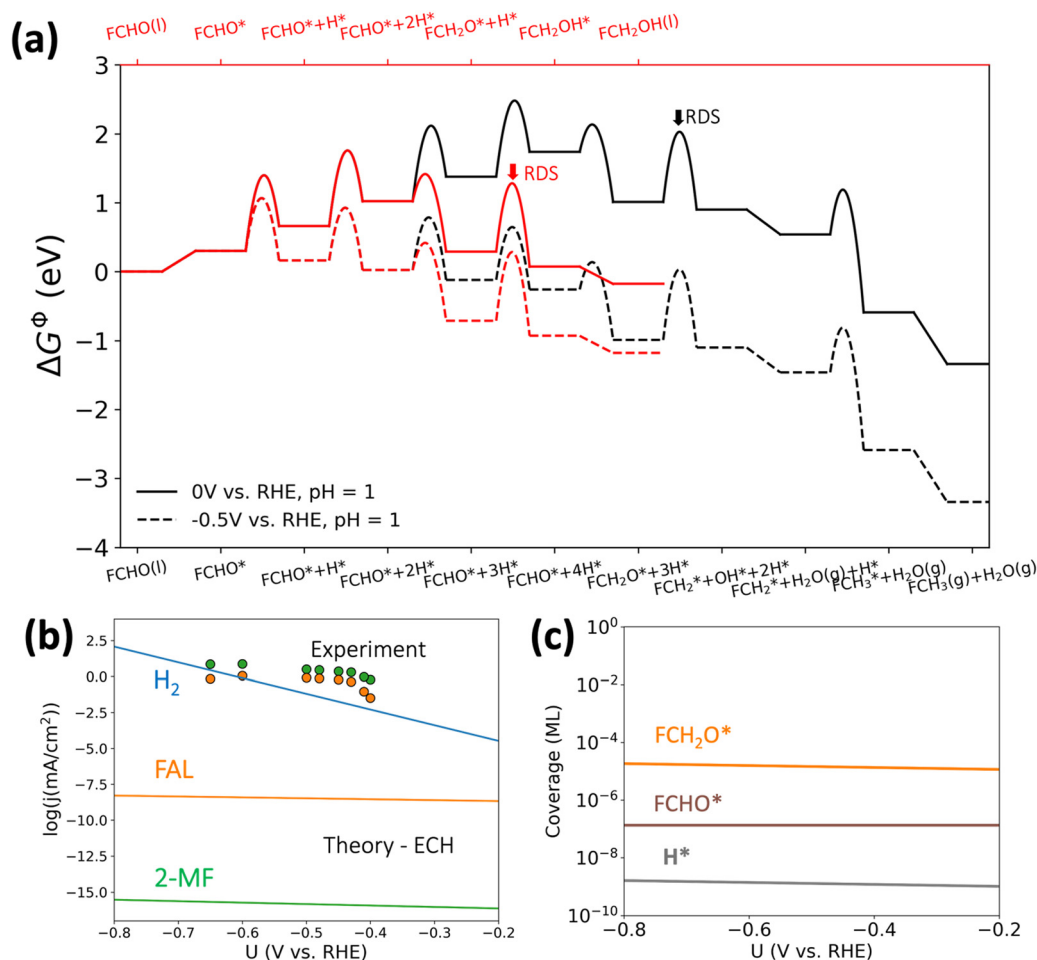 (a)
FCHO(l) FCHO* FCHO*+H* FCHO*+2H* FCH₂O*+H* FCH₂OH* FCH₂OH(l)
3
2
1
0
−1
−2
−3
−4
ΔG^Φ (eV)
RDS
RDS
0V vs. RHE, pH = 1
-0.5V vs. RHE, pH = 1
FCHO(l) FCHO* FCHO*+H* FCHO*+2H* FCHO*+3H* FCHO*+4H* FCH₂O*+3H* FCH₂*+OH*+2H* FCH₂*+H₂O(g)+H* FCH₃*+H₂O(g) FCH₃(g)+H₂O(g)
(b)
2.5
0.0
−2.5
−5.0
−7.5
−10.0
−12.5
−15.0
log(j(mA/cm²))
Experiment
H₂
FAL
Theory - ECH
2-MF
−0.8 −0.7 −0.6 −0.5 −0.4 −0.3 −0.2
U (V vs. RHE)
(c)
10⁰
10⁻²
10⁻⁴
10⁻⁶
10⁻⁸
10⁻¹⁰
Coverage (ML)
FCH₂O*
FCHO*
H*
−0.8 −0.6 −0.4 −0.2
U (V vs. RHE)